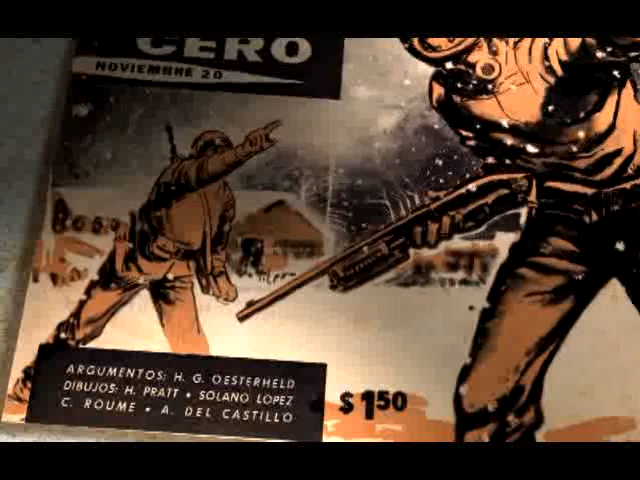 CERO
NOVIEMBRE 20
ARGUMENTOS: H. G. OESTERHELD
DIBUJOS: H. PRATT • SOLANO LOPEZ
C. ROUME • A. DEL CASTILLO
$1.50